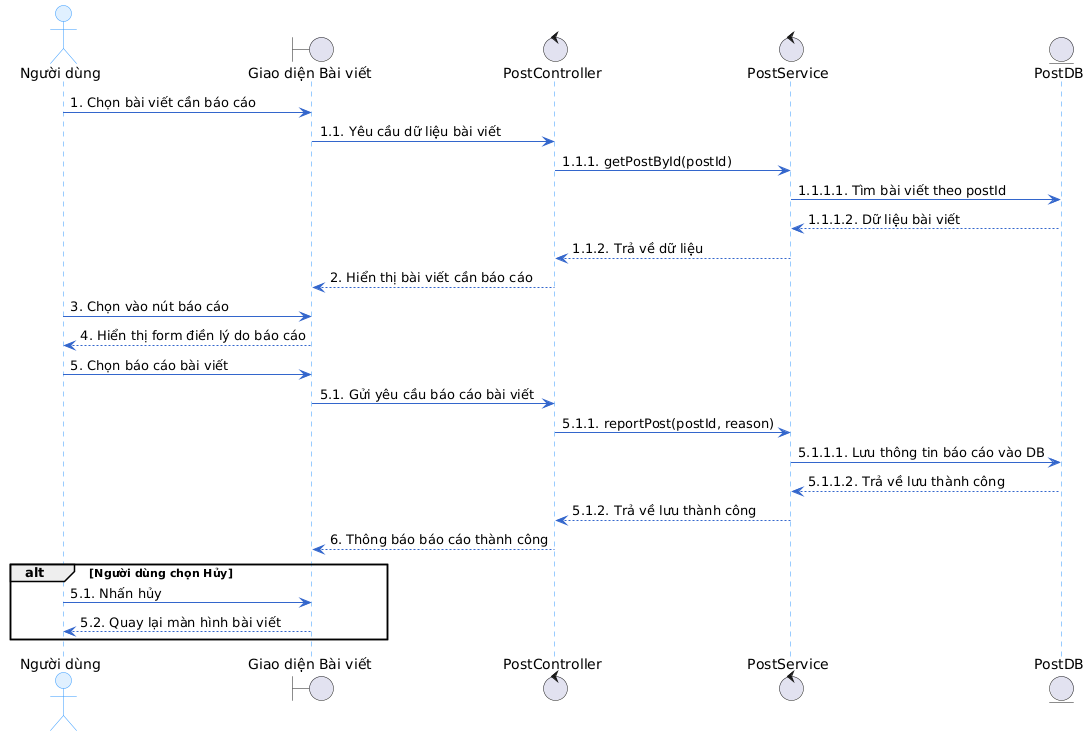 Người dùng
Giao diện Bài viết
PostController
PostService
PostDB
1. Chọn bài viết cần báo cáo
1.1. Yêu cầu dữ liệu bài viết
1.1.1. getPostById(postId)
1.1.1.1. Tìm bài viết theo postId
1.1.1.2. Dữ liệu bài viết
1.1.2. Trả về dữ liệu
2. Hiển thị bài viết cần báo cáo
3. Chọn vào nút báo cáo
4. Hiển thị form điền lý do báo cáo
5. Chọn báo cáo bài viết
5.1. Gửi yêu cầu báo cáo bài viết
5.1.1. reportPost(postId, reason)
5.1.1.1. Lưu thông tin báo cáo vào DB
5.1.1.2. Trả về lưu thành công
5.1.2. Trả về lưu thành công
6. Thông báo báo cáo thành công
alt [Người dùng chọn Hủy]
5.1. Nhấn hủy
5.2. Quay lại màn hình bài viết
Người dùng
Giao diện Bài viết
PostController
PostService
PostDB